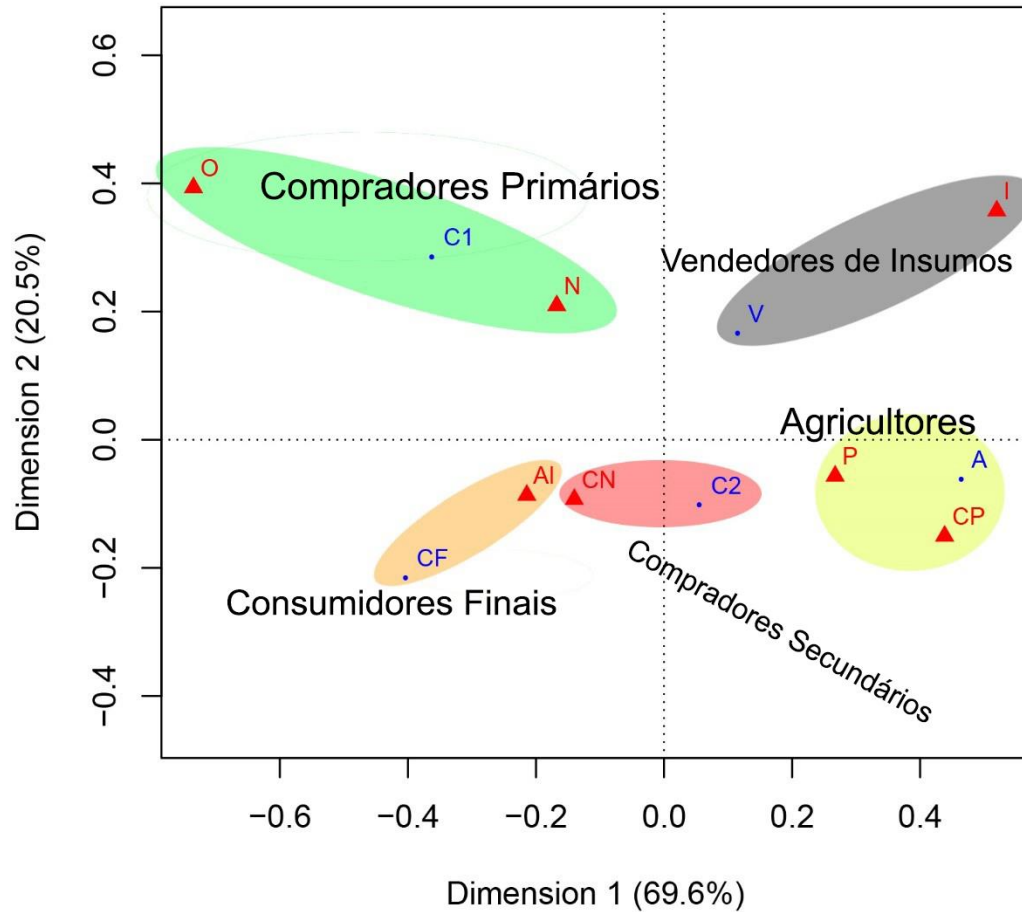 0.6
0.4
0.2
0.0
−0.2
−0.4
Dimension 2 (20.5%)
O
Compradores Primários
C1
N
I
Vendedores de Insumos
V
Agricultores
P
A
CP
AI
CN
C2
CF
Consumidores Finais
Compradores Secundários
−0.6
−0.4
−0.2
0.0
0.2
0.4
Dimension 1 (69.6%)